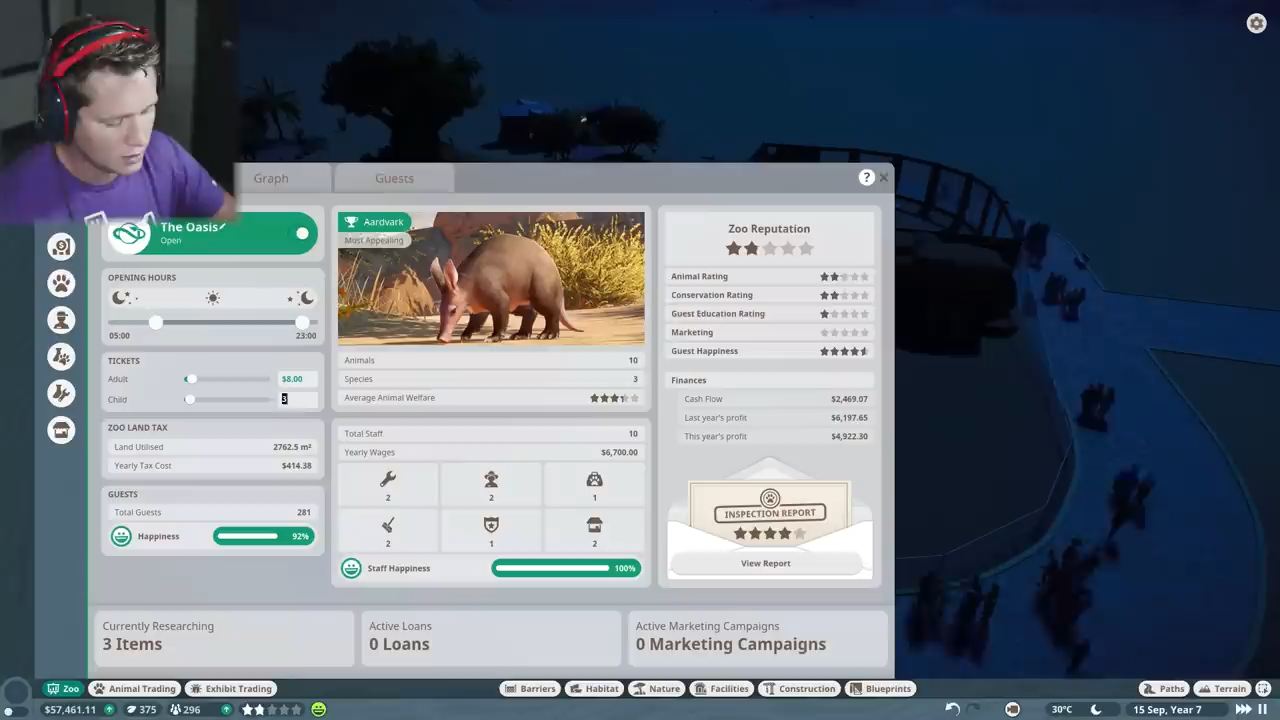 Graph
Guests
?
The Oasis
Open
OPENING HOURS
05:00
23:00
TICKETS
Adult
$8.00
Child
3
ZOO LAND TAX
Land Utilised
2762.5 m²
Yearly Tax Cost
$414.38
GUESTS
Total Guests
281
Happiness
92%
Aardvark
Most Appealing
Animals
10
Species
3
Average Animal Welfare
Total Staff
10
Yearly Wages
$6,700.00
2
2
1
2
1
2
Staff Happiness
100%
Zoo Reputation
Animal Rating
Conservation Rating
Guest Education Rating
Marketing
Guest Happiness
Finances
Cash Flow
$2,469.07
Last year's profit
$6,197.65
This year's profit
$4,922.30
INSPECTION REPORT
View Report
Currently Researching
3 Items
Active Loans
0 Loans
Active Marketing Campaigns
0 Marketing Campaigns
Zoo
Animal Trading
Exhibit Trading
Barriers
Habitat
Nature
Facilities
Construction
Blueprints
Paths
Terrain
$57,461.11
375
296
30°C
15 Sep, Year 7